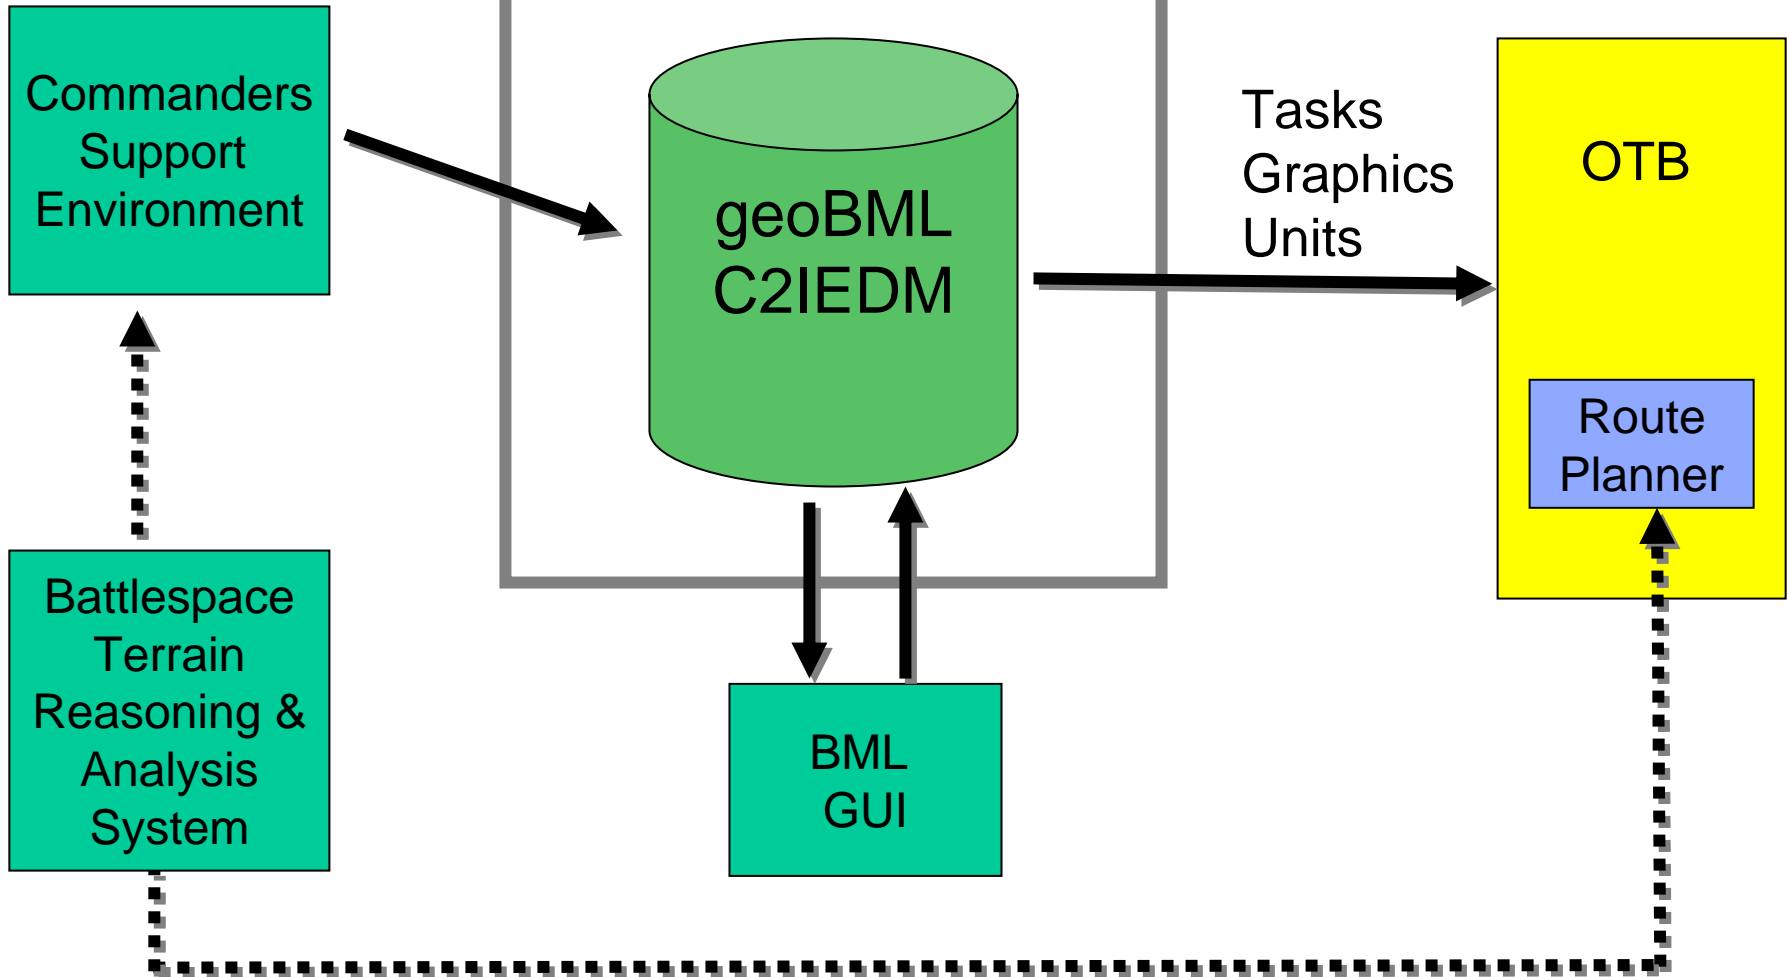 Commanders
Support
Environment
geoBML
C2IEDM
Tasks
Graphics
Units
OTB
Route
Planner
Battlespace
Terrain
Reasoning &
Analysis
System
BML
GUI